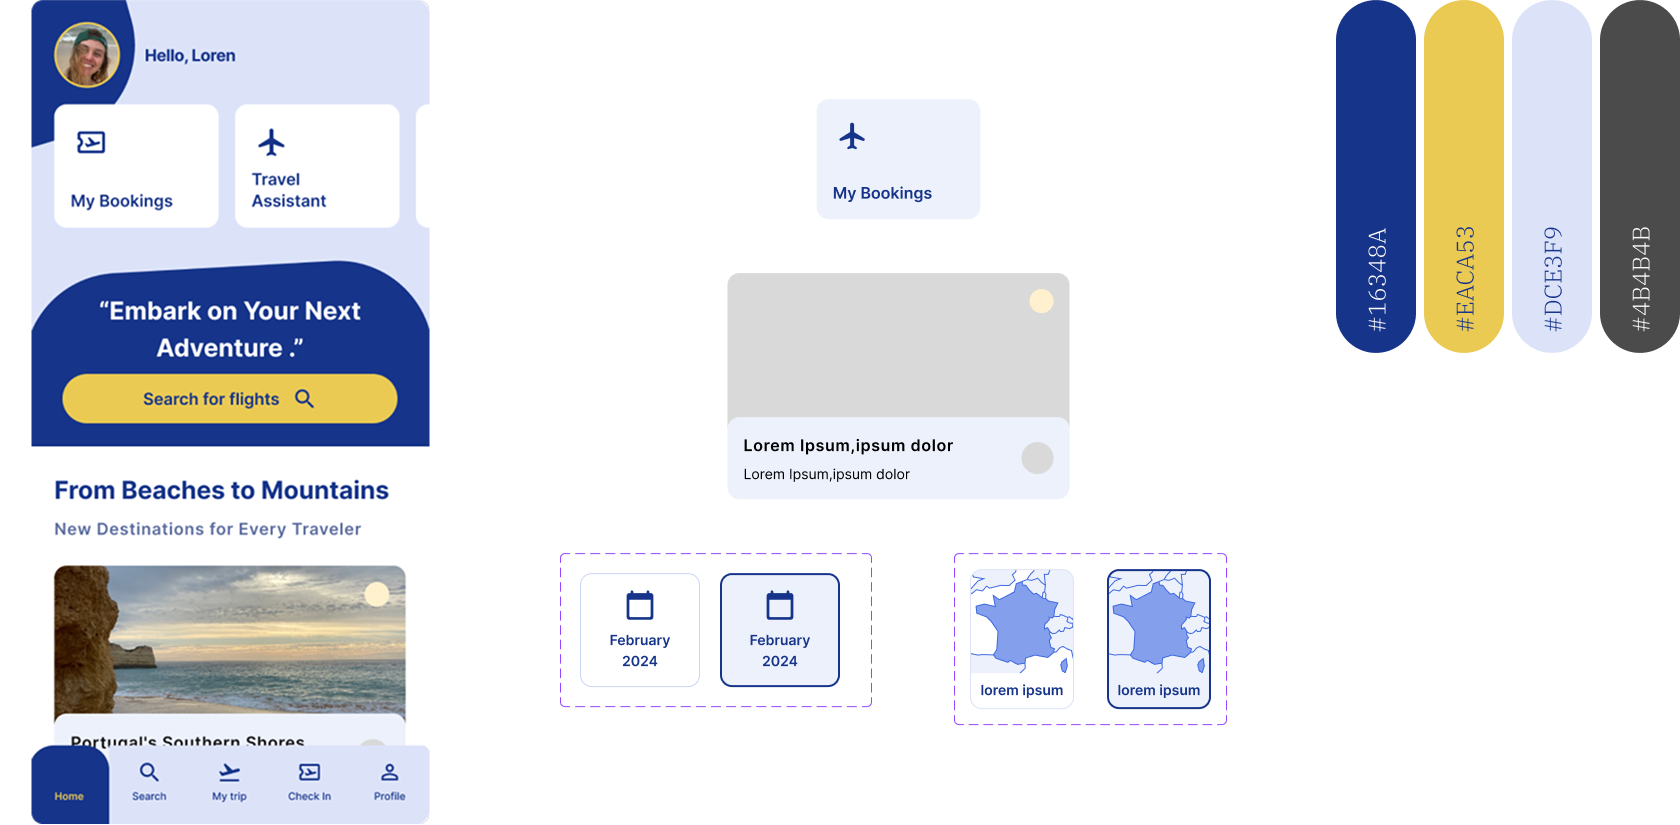 Hello, Loren
My Bookings
Travel
Assistant
“Embark on Your Next
Adventure .”
Search for flights
From Beaches to Mountains
New Destinations for Every Traveler
Portugal's Southern Shores
Home
Search
My trip
Check In
Profile
My Bookings
Lorem Ipsum,ipsum dolor
Lorem Ipsum,ipsum dolor
February
2024
February
2024
lorem ipsum
lorem ipsum
#16348A
#EACA53
#DCE3F9
#4B4B4B